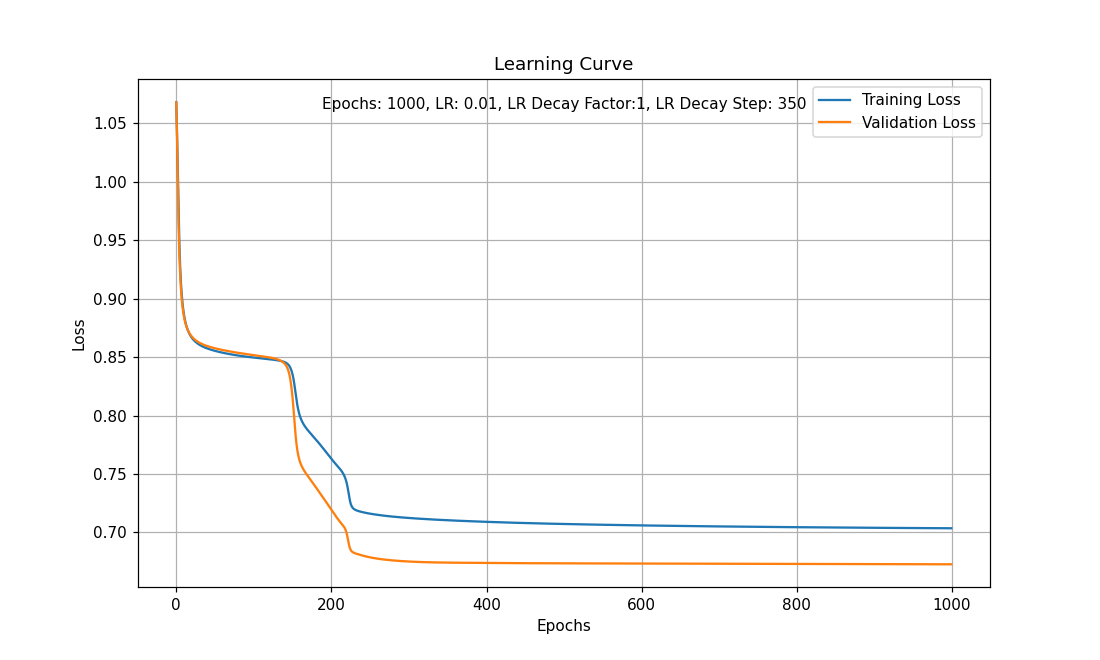 Learning Curve
Epochs: 1000, LR: 0.01, LR Decay Factor:1, LR Decay Step: 350
Training Loss
Validation Loss
1.05
1.00
0.95
0.90
0.85
0.80
0.75
0.70
Loss
0
200
400
600
800
1000
Epochs